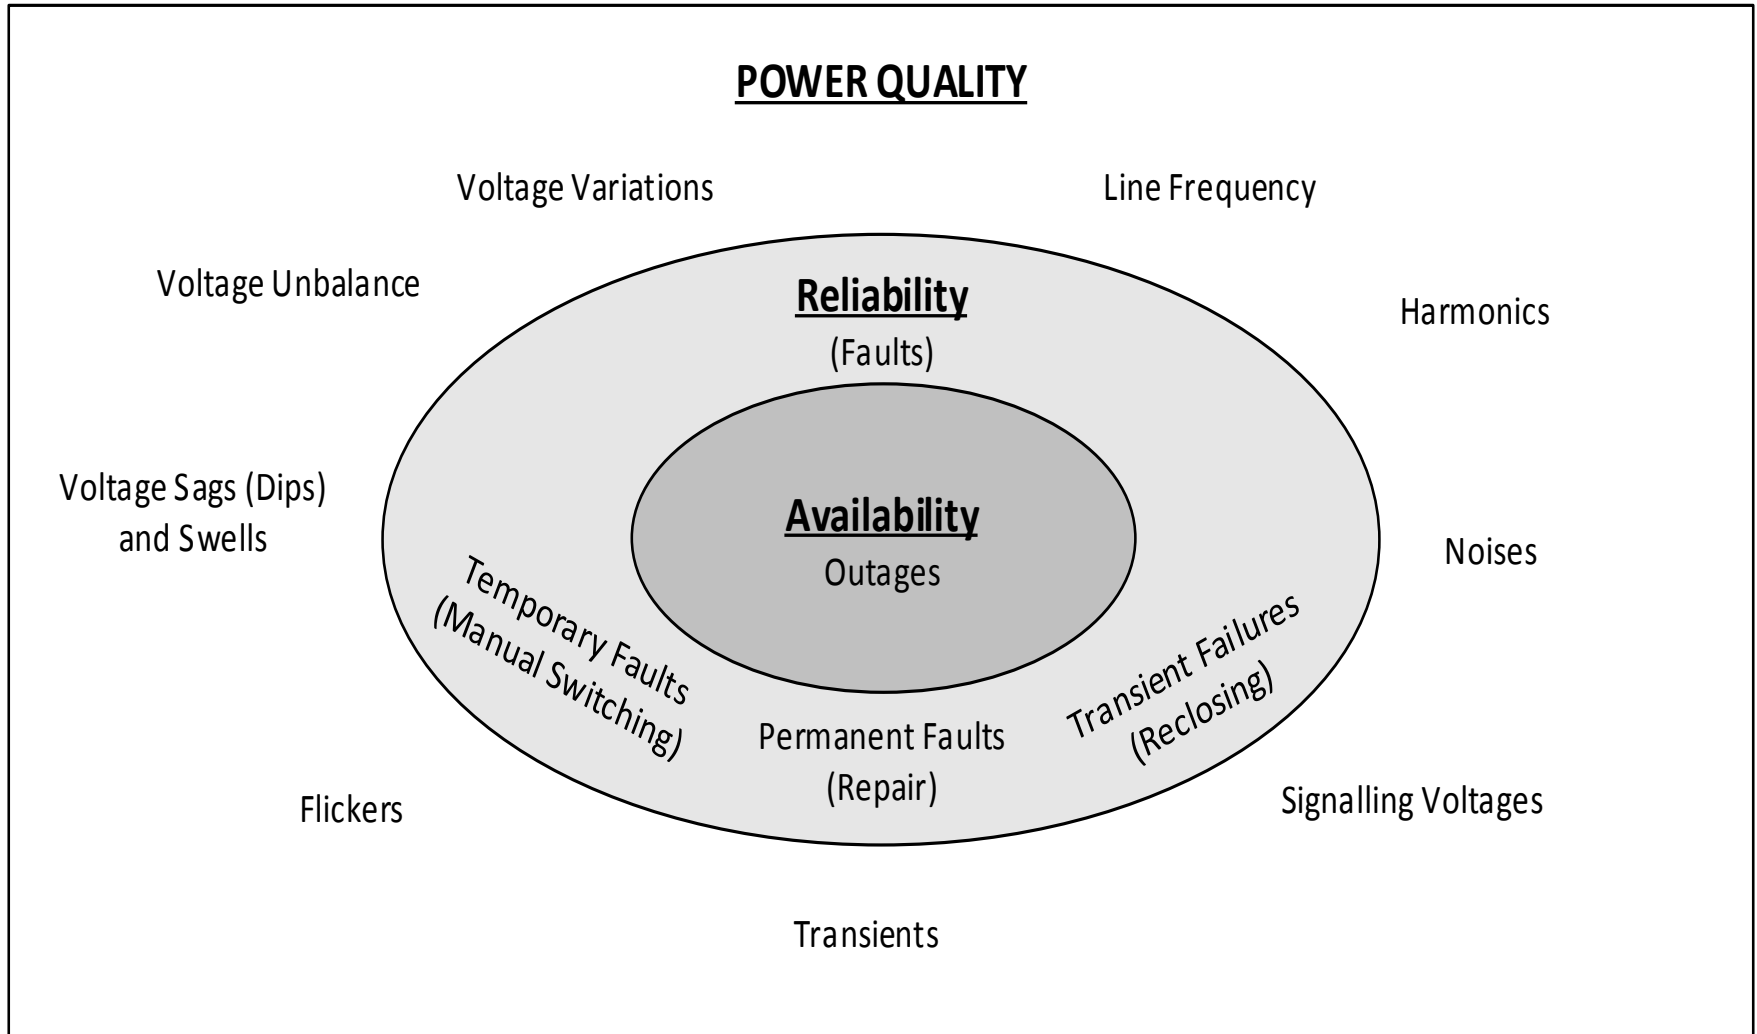 POWER QUALITY
Voltage Variations
Line Frequency
Voltage Unbalance
Harmonics
Reliability
(Faults)
Voltage Sags (Dips)
and Swells
Availability
Outages
Noises
Temporary Faults
(Manual Switching)
Permanent Faults
(Repair)
Transient Failures
(Reclosing)
Flickers
Signalling Voltages
Transients